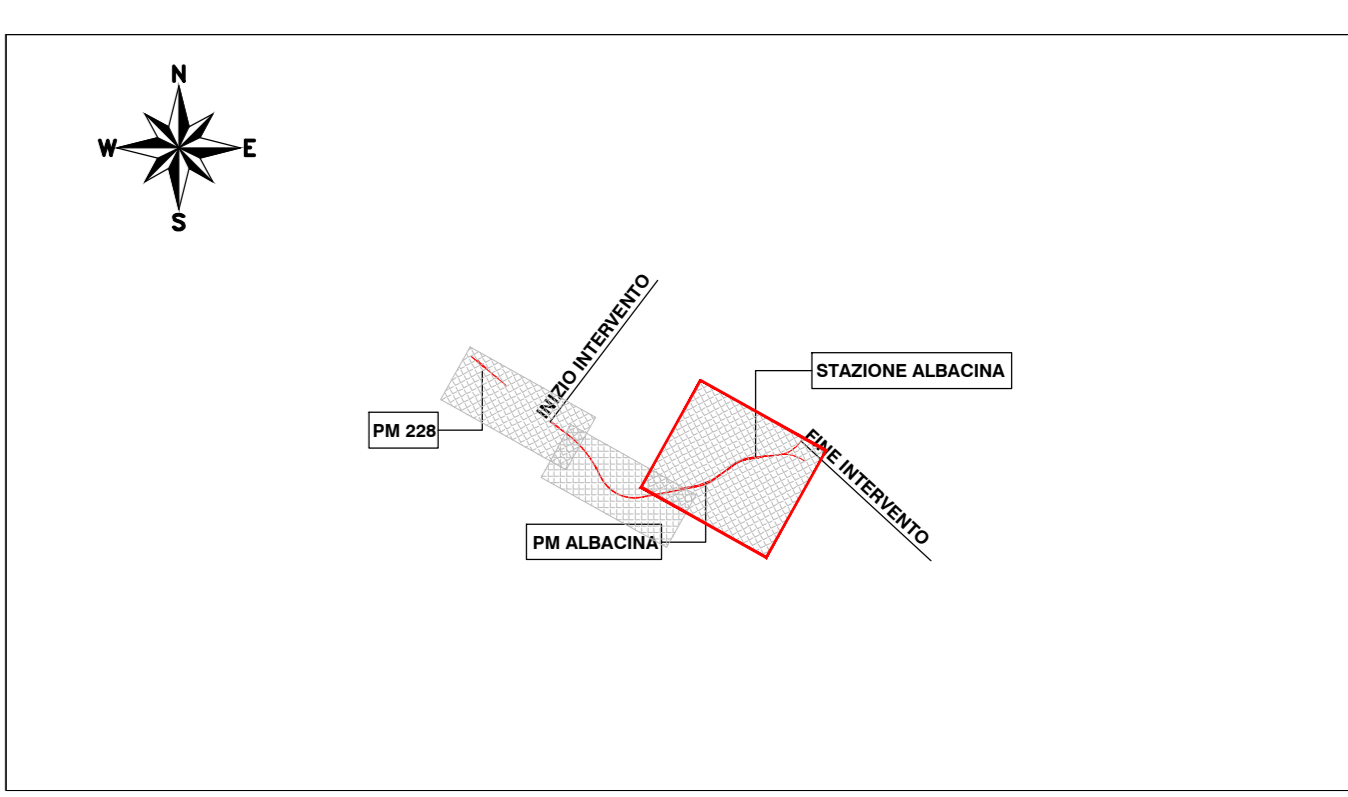 N
W
E
S
INIZIO INTERVENTO
STAZIONE ALBACINA
PM 228
FINE INTERVENTO
PM ALBACINA